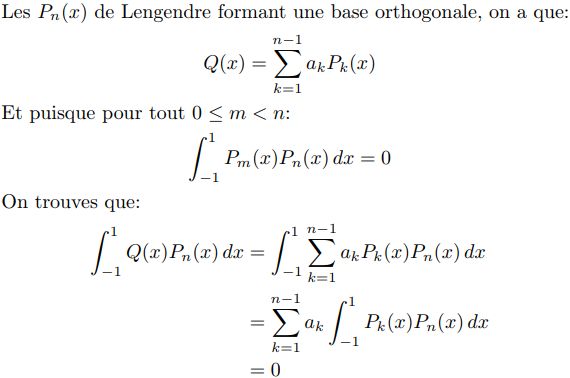 Les $P_n(x)$ de Lengendre formant une base orthogonale, on a que:
$$Q(x) = \sum_{k=1}^{n-1} a_k P_k(x)$$
Et puisque pour tout $0 \leq m < n$:
$$\int_{-1}^{1} P_m(x) P_n(x)\, dx = 0$$
On trouves que:
$$\int_{-1}^{1} Q(x) P_n(x)\, dx = \int_{-1}^{1} \sum_{k=1}^{n-1} a_k P_k(x) P_n(x)\, dx$$
$$= \sum_{k=1}^{n-1} a_k \int_{-1}^{1} P_k(x) P_n(x)\, dx$$
$$= 0$$